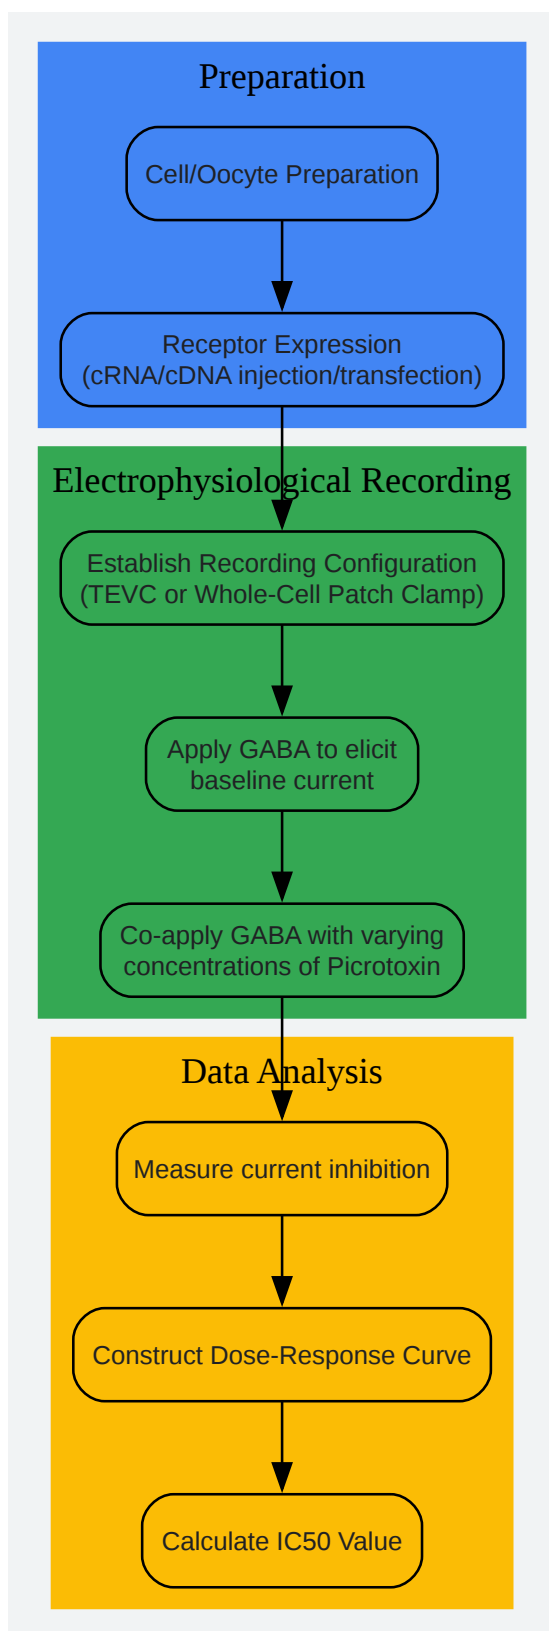 Preparation
Cell/Oocyte Preparation
Receptor Expression
(cRNA/cDNA injection/transfection)
Electrophysiological Recording
Establish Recording Configuration
(TEVC or Whole-Cell Patch Clamp)
Apply GABA to elicit
baseline current
Co-apply GABA with varying
concentrations of Picrotoxin
Data Analysis
Measure current inhibition
Construct Dose-Response Curve
Calculate IC50 Value